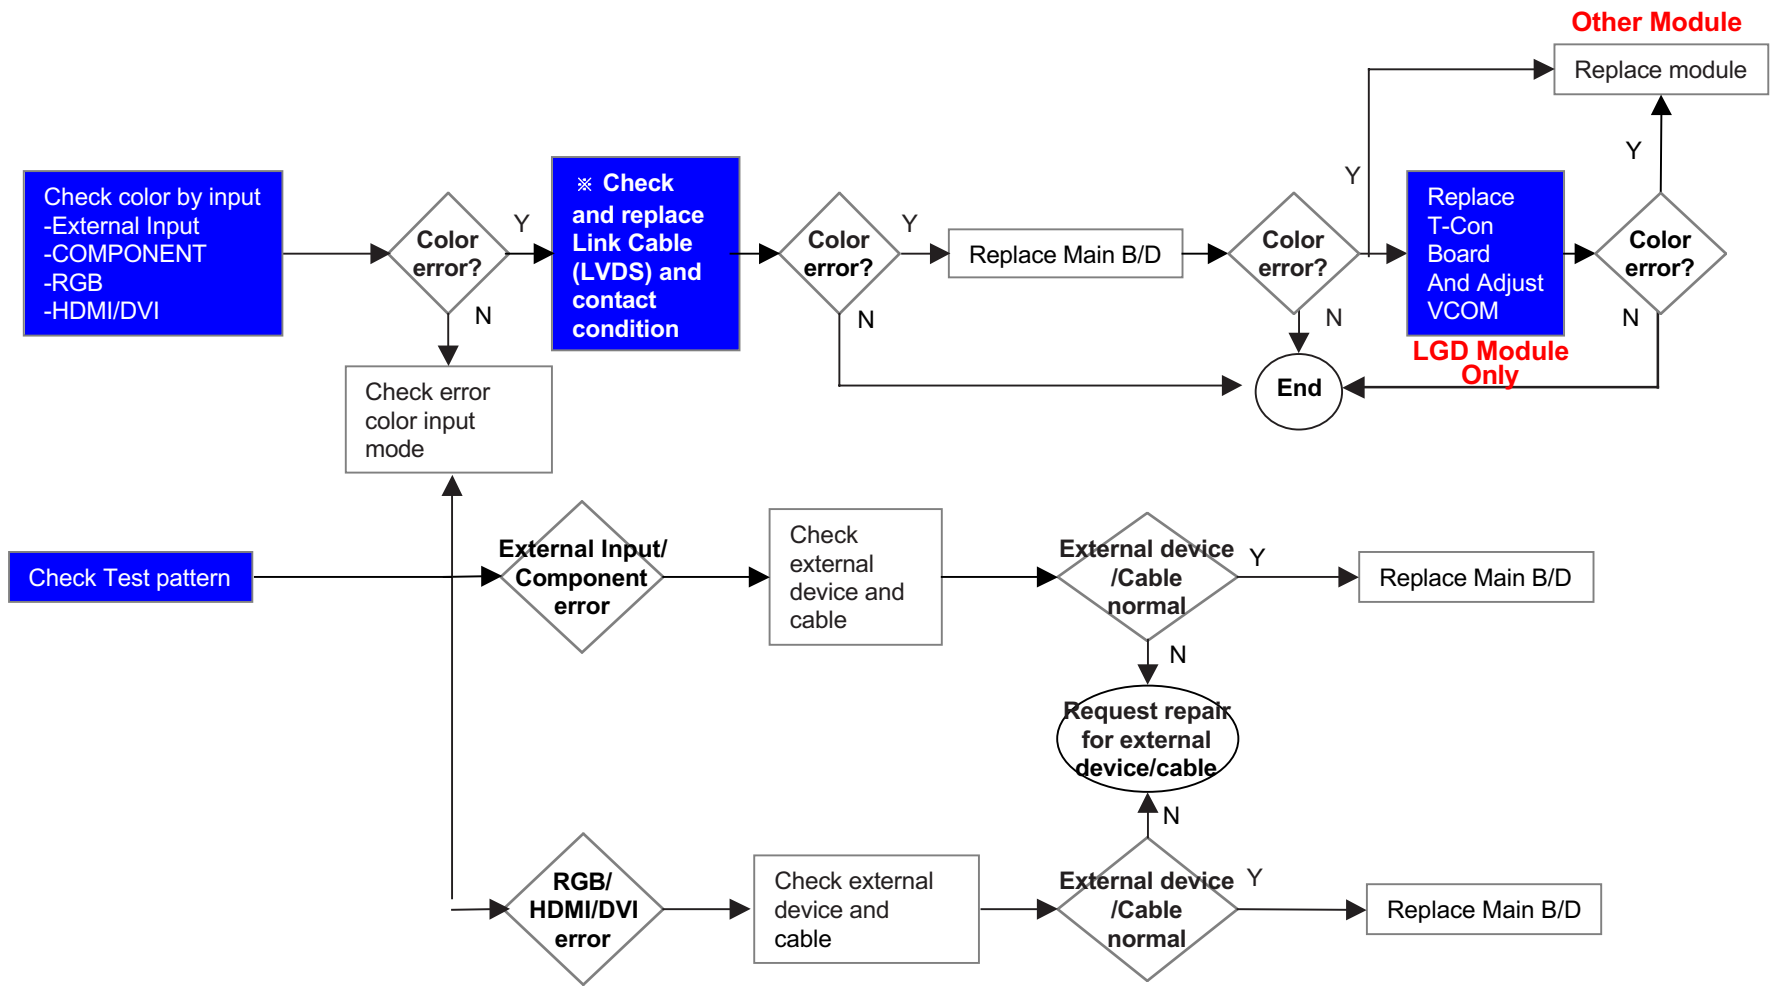 Other Module
Replace module
Y
Y
Check color by input
-External Input
-COMPONENT
-RGB
-HDMI/DVI
Color
error?
Y
N
※ Check
and replace
Link Cable
(LVDS) and
contact
condition
Color
error?
Y
N
Replace Main B/D
Color
error?
N
Replace
T-Con
Board
And Adjust
VCOM
LGD Module
Only
Color
error?
N
End
Check error
color input
mode
Check Test pattern
External Input/
Component
error
Check
external
device and
cable
External device
/Cable
normal
Y
Replace Main B/D
N
Request repair
for external
device/cable
N
RGB/
HDMI/DVI
error
Check external
device and
cable
External device
/Cable
normal
Y
Replace Main B/D